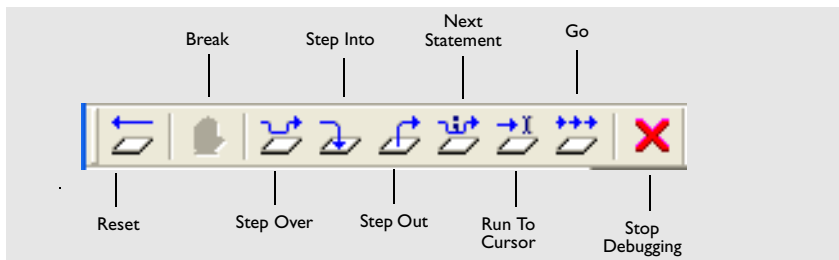 Break
Step Into
Next
Statement
Go
Reset
Step Over
Step Out
Run To
Cursor
Stop
Debugging